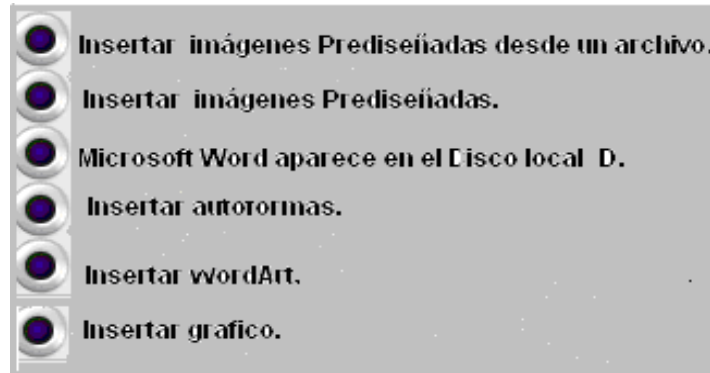 Insertar imágenes Prediseñadas desde un archivo.
Insertar imágenes Prediseñadas.
Microsoft Word aparece en el Disco local D.
Insertar autoformas.
Insertar WordArt.
Insertar grafico.